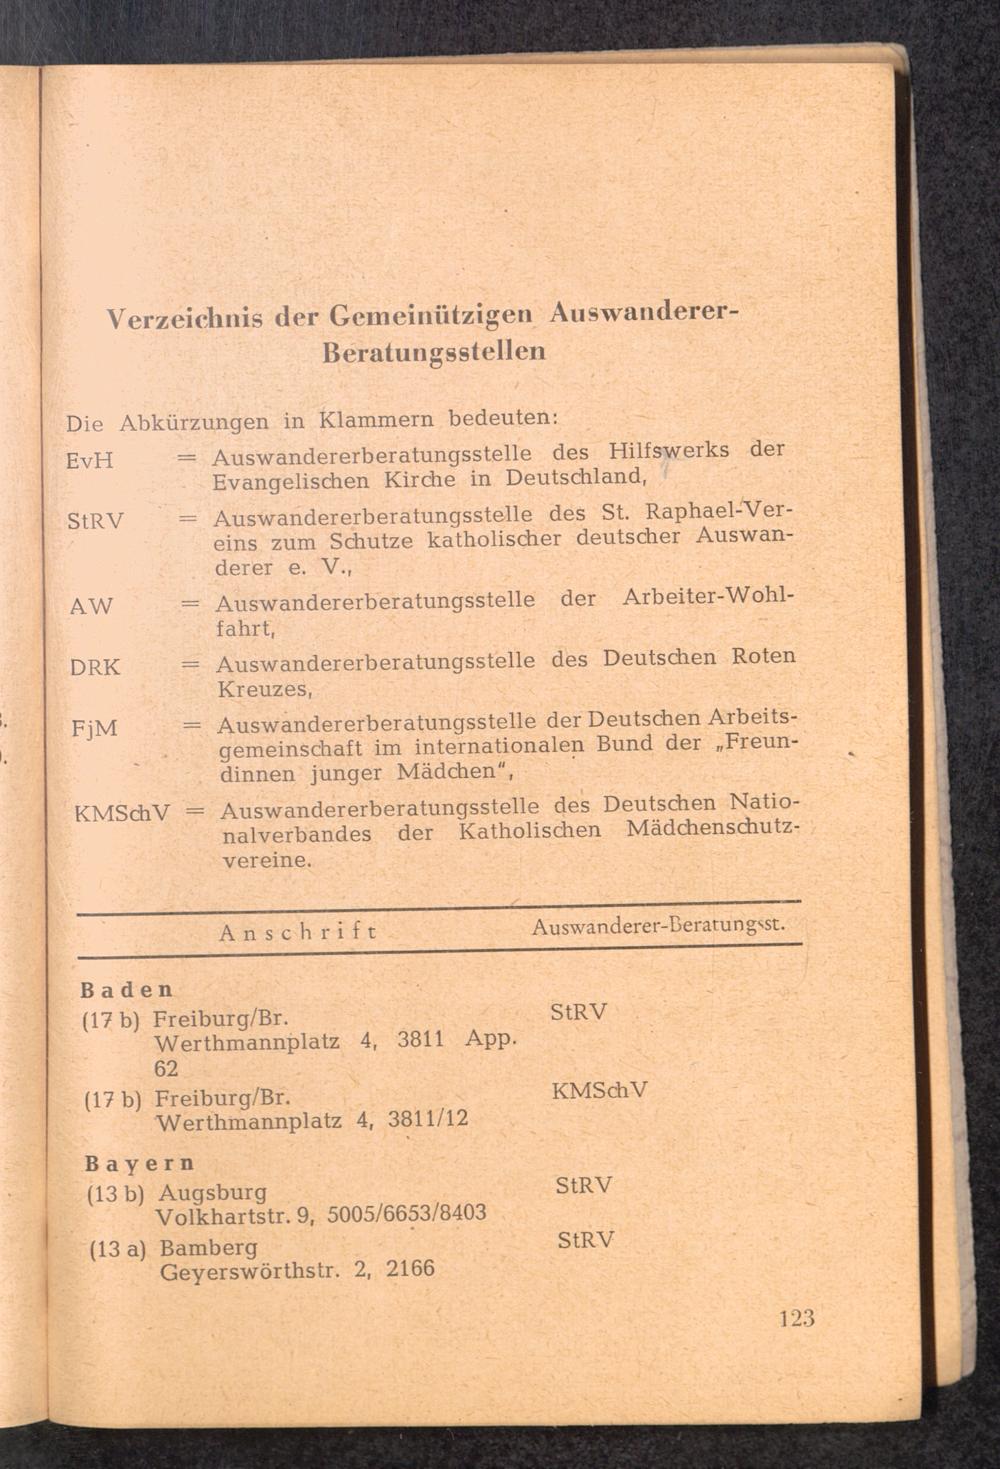 Verzeichnis der Gemeinützigen Auswanderer-
Beratungsstellen
Die Abkürzungen in Klammern bedeuten:
EvH = Auswandererberatungsstelle des Hilfswerks der
Evangelischen Kirche in Deutschland,
StRV = Auswandererberatungsstelle des St. Raphael-Ver-
eins zum Schutze katholischer deutscher Auswan-
derer e. V.,
AW = Auswandererberatungsstelle der Arbeiter-Wohl-
fahrt,
DRK = Auswandererberatungsstelle des Deutschen Roten
Kreuzes,
FjM = Auswandererberatungsstelle der Deutschen Arbeits-
gemeinschaft im internationalen Bund der „Freun-
dinnen junger Mädchen",
KMSchV = Auswandererberatungsstelle des Deutschen Natio-
nalverbandes der Katholischen Mädchenschutz-
vereine.
Anschrift Auswanderer-Beratungsst.
Baden
(17 b) Freiburg/Br. StRV
Werthmannplatz 4, 3811 App.
62
(17 b) Freiburg/Br. KMSchV
Werthmannplatz 4, 3811/12
Bayern
(13 b) Augsburg StRV
Volkhartstr. 9, 5005/6653/8403
(13 a) Bamberg StRV
Geyerswörthstr. 2, 2166
123